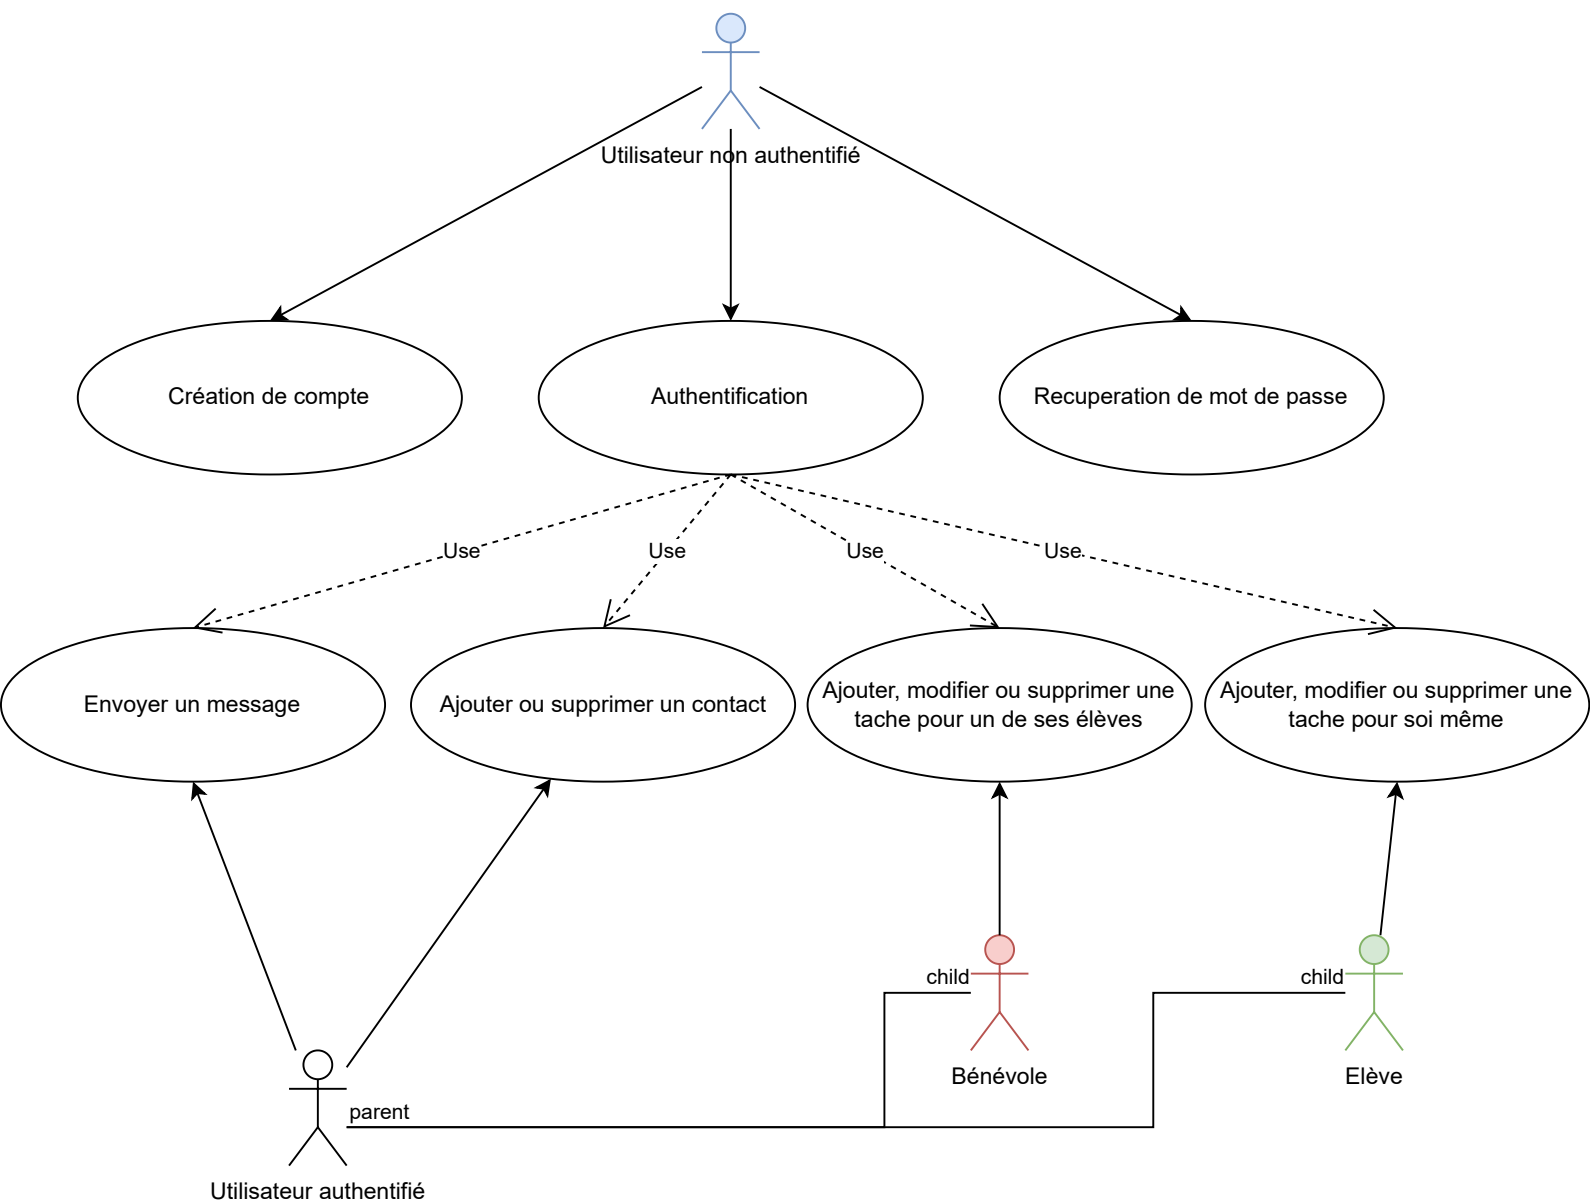 Utilisateur non authentifié
Création de compte
Authentification
Recuperation de mot de passe
Use
Use
Use
Use
Envoyer un message
Ajouter ou supprimer un contact
Ajouter, modifier ou supprimer une
tache pour un de ses élèves
Ajouter, modifier ou supprimer une
tache pour soi même
child
child
Bénévole
Elève
parent
Utilisateur authentifié